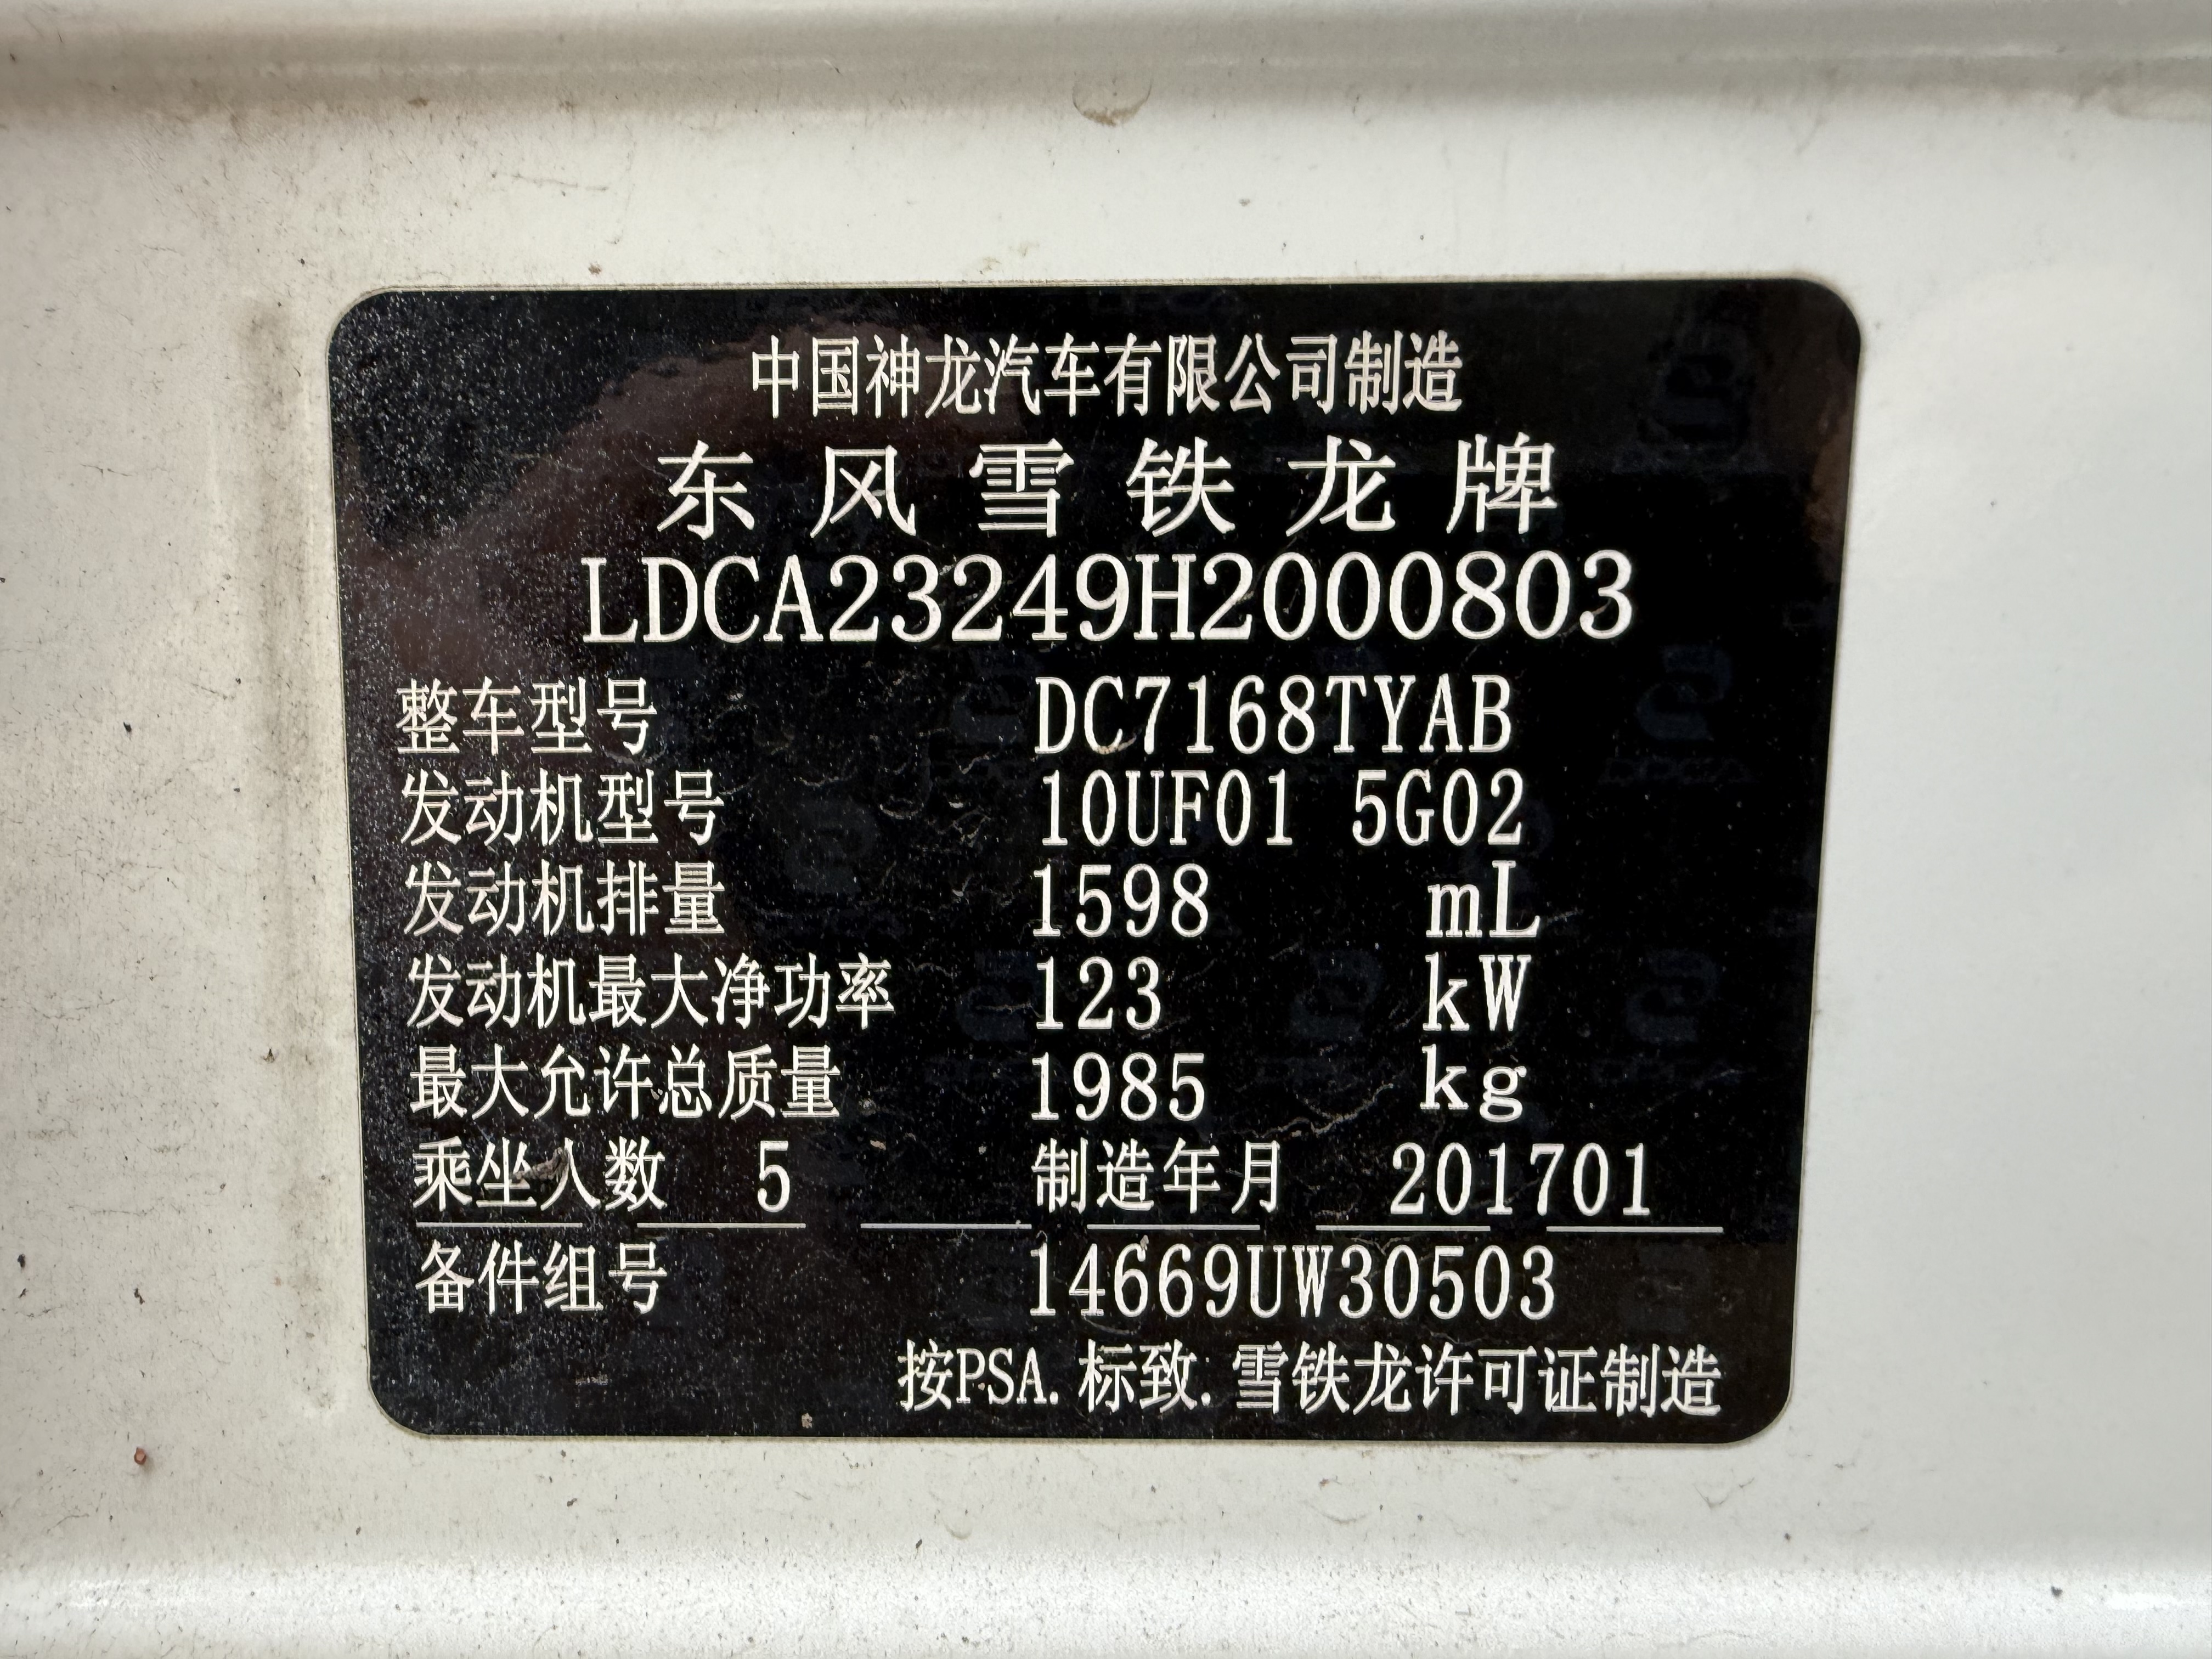 中国神龙汽车有限公司制造
东风雪铁龙牌
LDCA23249H2000803
整车型号 DC7168TYAB
发动机型号 10UF01 5G02
发动机排量 1598 mL
发动机最大净功率 123 kW
最大允许总质量 1985 kg
乘坐人数 5 制造年月 201701
备件组号 14669UW30503
按PSA.标致.雪铁龙许可证制造